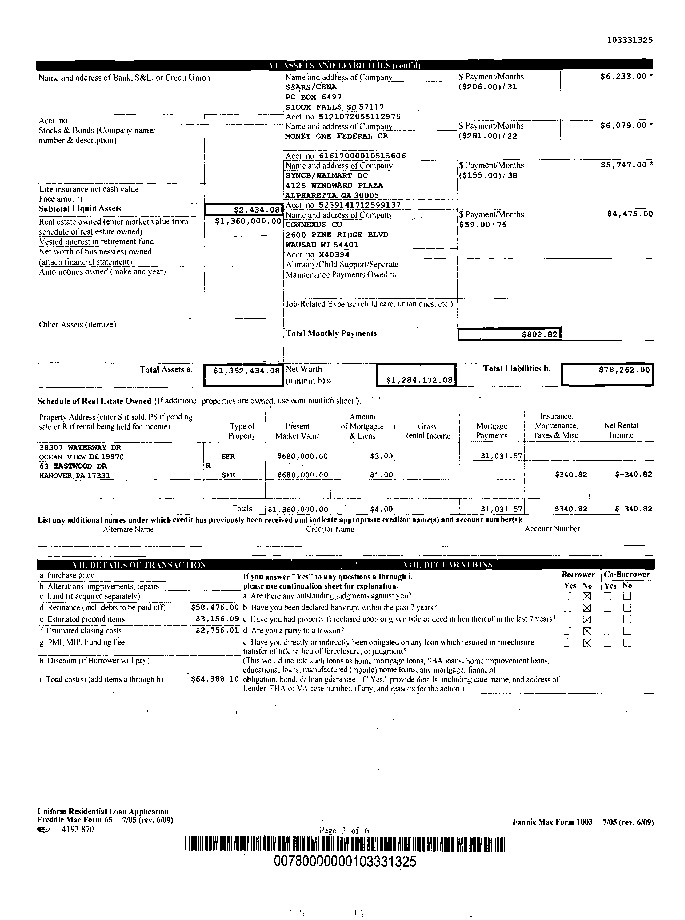 103331325
VI. ASSETS AND LIABILITIES (cont'd)
Name and address of Bank, S&L, or Credit Union
Name and address of Company
$ Payment/Months
$6,233.00 *
SEARS/CBNA
($206.00)/31
PO BOX 6497
SIOUX FALLS, SD 57117
Acct no. 5121072055112975
Acct no.
Stocks & Bonds (Company name/
number & description)
Name and address of Company
$ Payment/Months
$6,079.00 *
MONEY ONE FEDERAL CR
($281.00)/22
Acct no. 61617000010515606
Name and address of Company
$ Payment/Months
$5,747.00 *
SYNCB/WALMART DC
($155.00)/38
4125 WINDWARD PLAZA
ALPHARETTA GA 30005
Acct no. 5239141712599137
Life insurance net cash value
Face amount
Subtotal Liquid Assets
$2,434.08
Name and address of Company
$ Payment/Months
$4,475.00
Real estate owned (enter market value from
schedule of real estate owned)
$1,360,000.00
COMMENDS CU
$59.00/76
2600 PINE RIDGE BLVD
WAUSAU WI 54401
Acct no. X40394
Vested interest in retirement fund
Net worth of business(es) owned
(attach financial statement)
Automobiles owned (make and year)
Alimony/Child Support/Separate
Maintenance Payments Owed to
Job-Related Expense (child care, union dues, etc.)
Other Assets (itemize)
Total Monthly Payments
$802.82
Total Assets a.
$1,362,434.08
Net Worth
(a minus b)
$1,284,172.08
Total Liabilities b.
$78,262.00
Schedule of Real Estate Owned (If additional properties are owned, use continuation sheet).
Property Address (enter S if sold, PS if pending
sale or R if rental being held for income)
Type of
Property
Present
Market Value
Amount
of Mortgages
& Liens
Gross
Rental Income
Mortgage
Payments
Insurance,
Maintenance,
Taxes & Misc.
Net Rental
Income
38307 WATERWAY DR
OCEAN VIEW DE 19970
SFR
$680,000.00
$3.00
$1,031.57
63 EASTWOOD DR
R
HANOVER PA 17331
SFR
$680,000.00
$1.00
$340.82
$-340.82
Totals
$1,360,000.00
$4.00
$1,031.57
$340.82
$-340.82
List any additional names under which credit has previously been received and indicate appropriate creditor name(s) and account number(s):
Alternate Name
Creditor Name
Account Number
VII. DETAILS OF TRANSACTION
VIII. DECLARATIONS
a. Purchase price
b. Alterations, improvements, repairs
c. Land (if acquired separately)
d. Refinance (incl. debts to be paid off)
$58,476.00
e. Estimated prepaid items
$3,156.09
f. Estimated closing costs
$2,756.01
g. PMI, MIP, Funding Fee
h. Discount (if Borrower will pay)
i. Total costs (add items a through h)
$64,388.10
If you answer "Yes" to any questions a through i,
please use continuation sheet for explanation.
Borrower
Co-Borrower
Yes No
Yes No
a. Are there any outstanding judgments against you?
b. Have you been declared bankrupt within the past 7 years?
c. Have you had property foreclosed upon or given title or deed in lieu thereof in the last 7 years?
d. Are you a party to a lawsuit?
e. Have you directly or indirectly been obligated on any loan which resulted in foreclosure,
transfer of title in lieu of foreclosure, or judgment?
(This would include such loans as home mortgage loans, SBA loans, home improvement loans,
educational loans, manufactured (mobile) home loans, any mortgage, financial
obligation, bond, or loan guarantee. If "Yes," provide details, including date, name, and address of
Lender, FHA or VA case number, if any, and reasons for the action.)
Uniform Residential Loan Application
Freddie Mac Form 65 7/05 (rev. 6/09)
4197 870
Page 3 of 6
Fannie Mae Form 1003 7/05 (rev. 6/09)
00780000000103331325